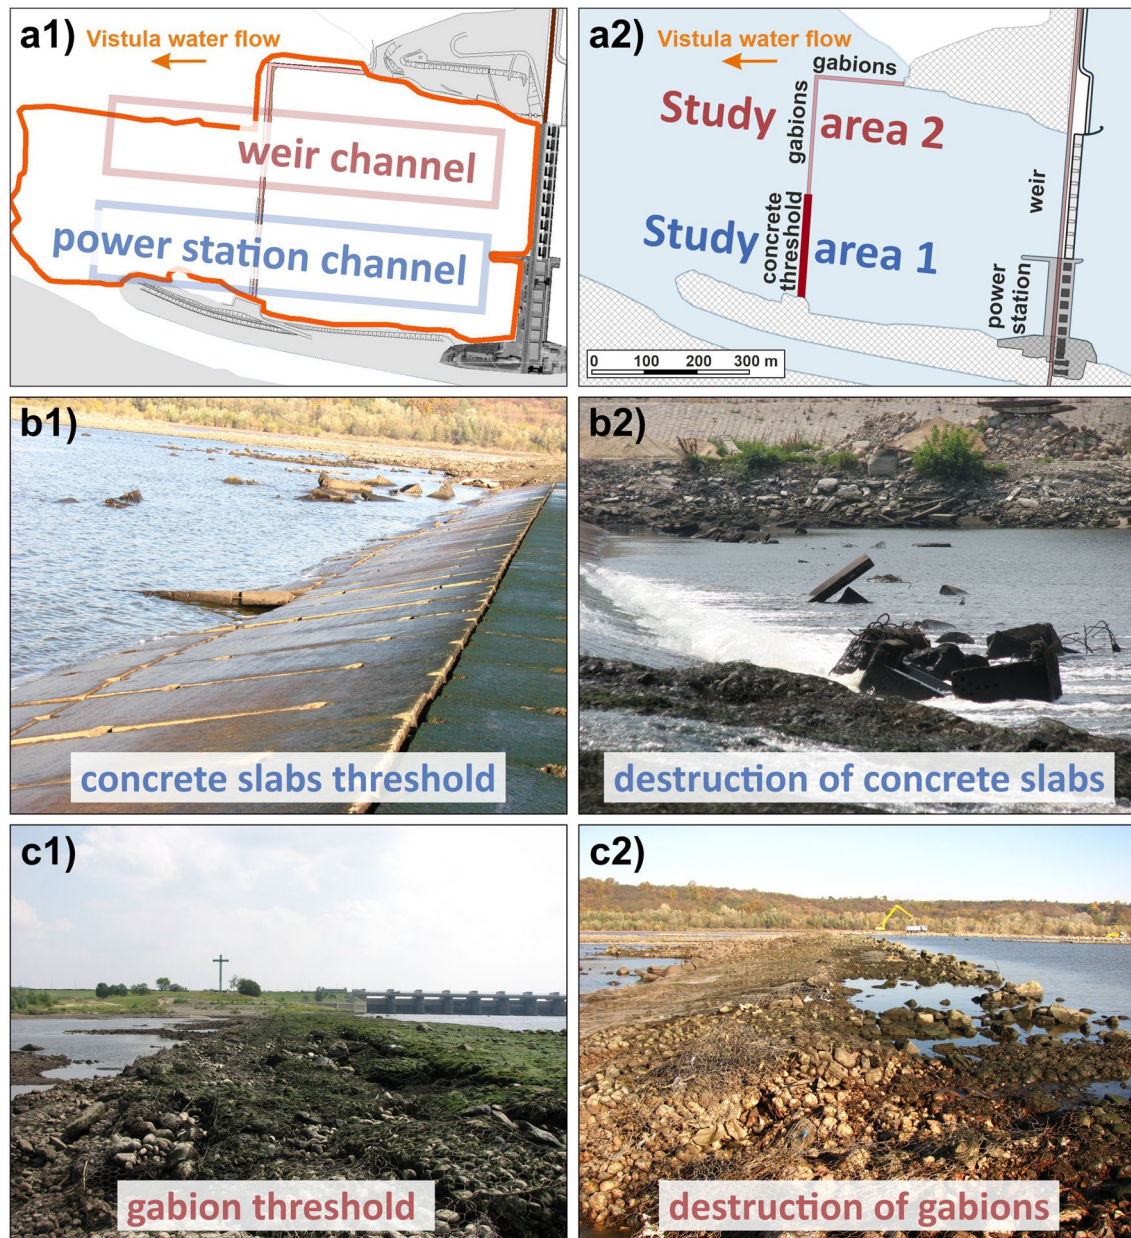 a1)
Vistula water flow
weir channel
power station channel
a2)
Vistula water flow
gabions
gabions
Study area 2
concrete
threshold
Study area 1
weir
power
station
0 100 200 300 m
b1)
concrete slabs threshold
b2)
destruction of concrete slabs
c1)
gabion threshold
c2)
destruction of gabions